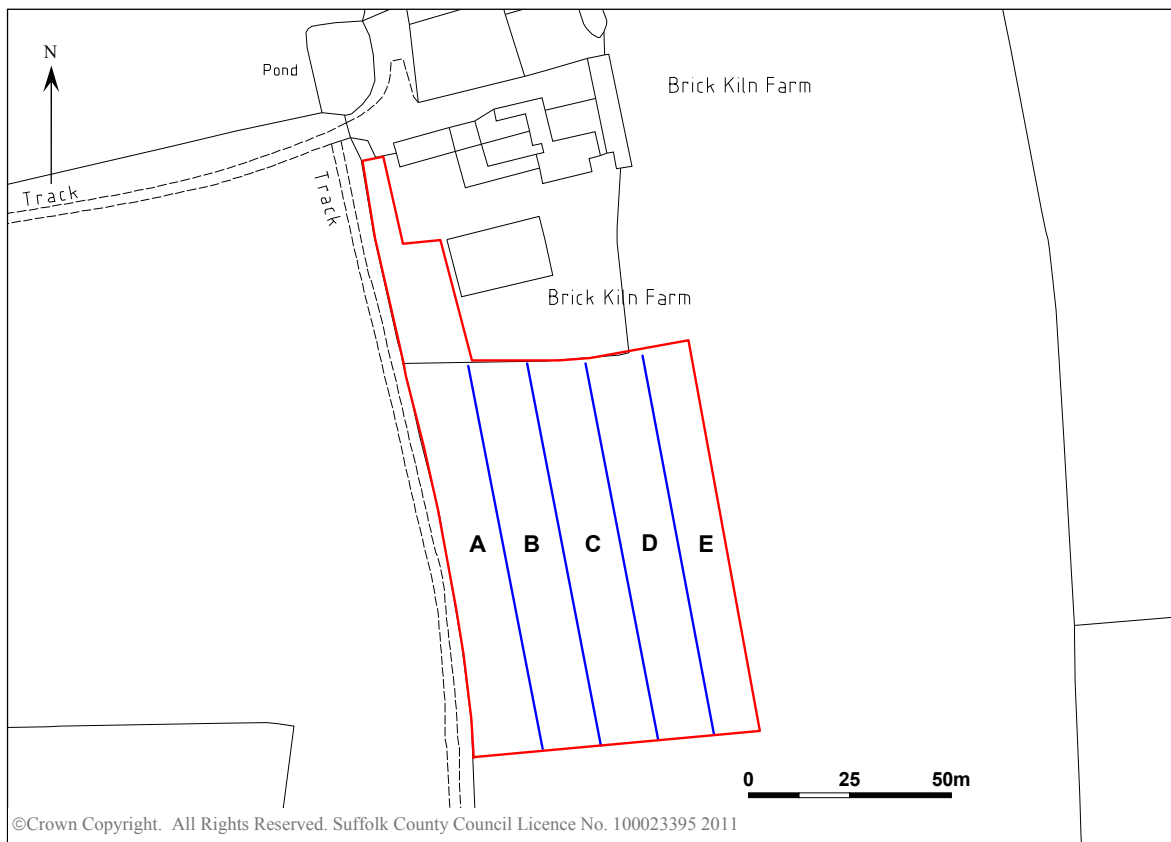 N
Pond
Brick Kiln Farm
Track
Track
Brick Kiln Farm
A B C D E
0 25 50m
©Crown Copyright. All Rights Reserved. Suffolk County Council Licence No. 100023395 2011